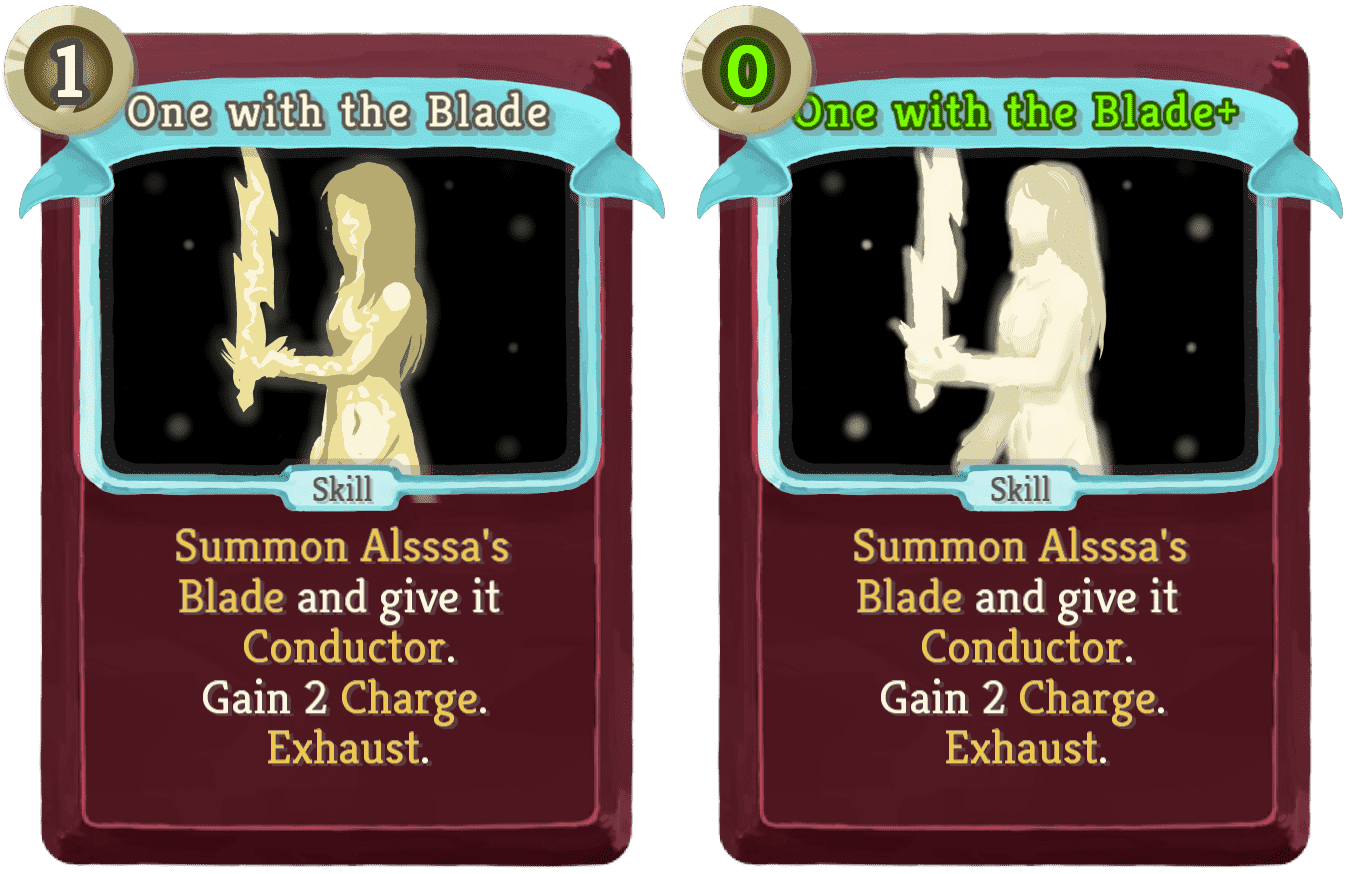 1
One with the Blade
Skill
Summon Alsssa's
Blade and give it
Conductor.
Gain 2 Charge.
Exhaust.
0
One with the Blade+
Skill
Summon Alsssa's
Blade and give it
Conductor.
Gain 2 Charge.
Exhaust.